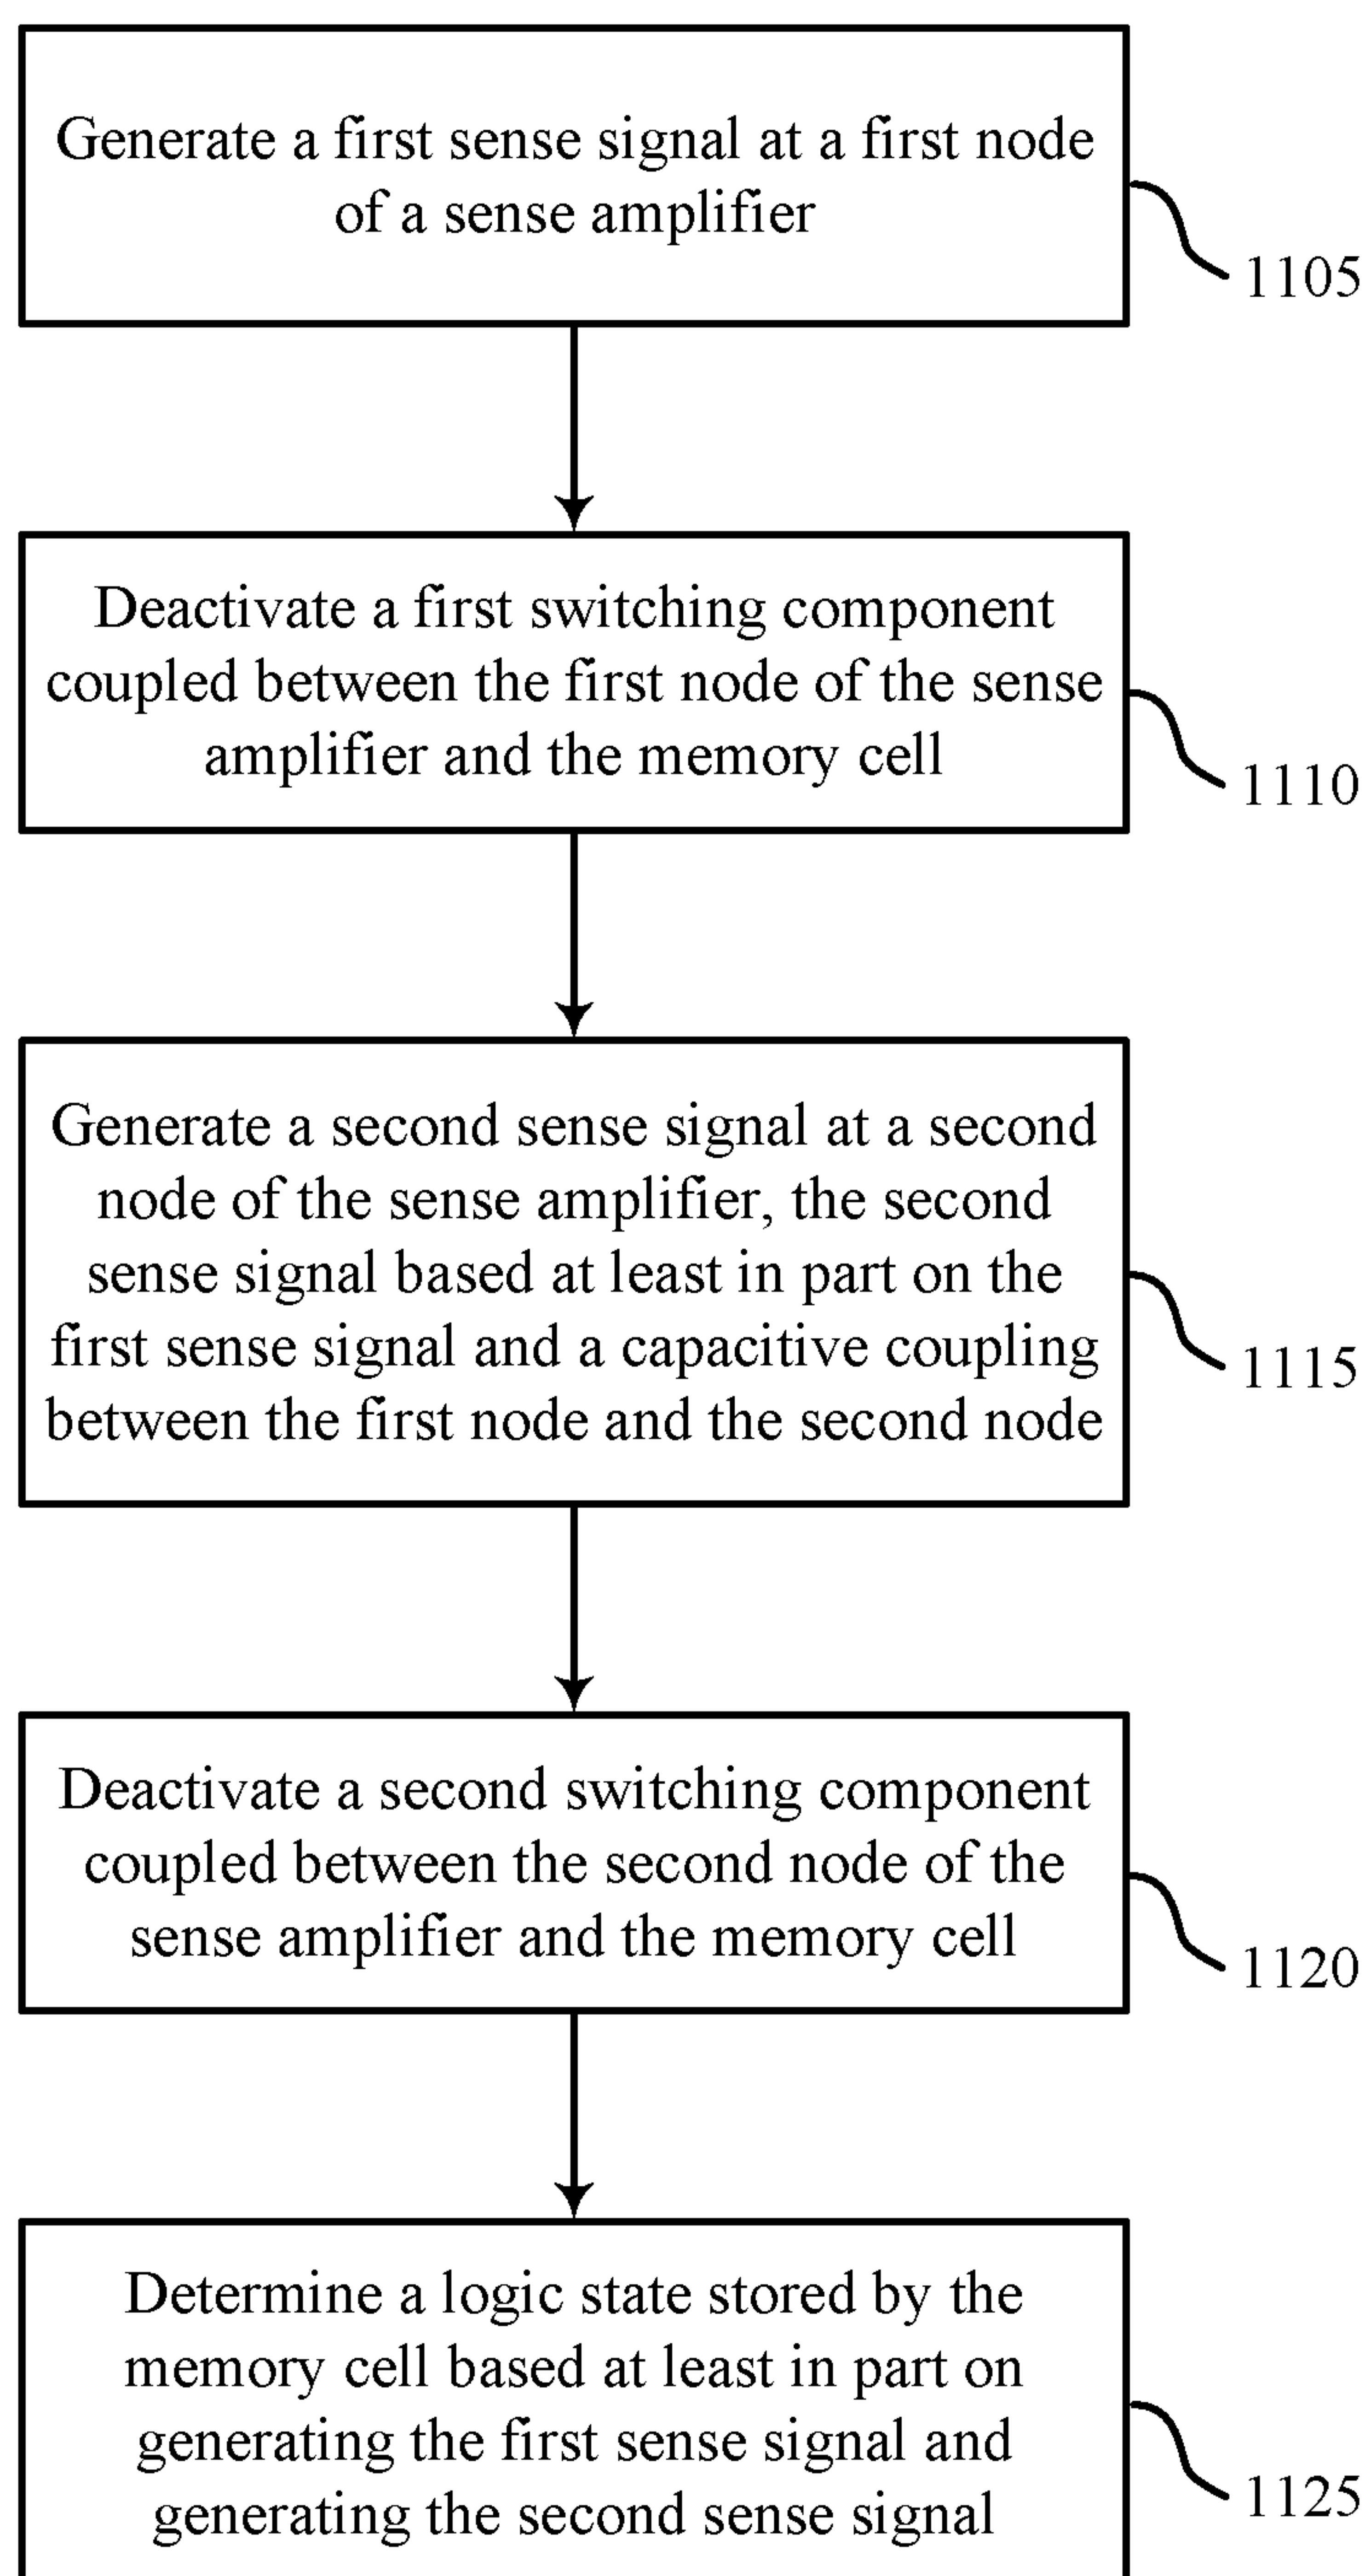 Generate a first sense signal at a first node
of a sense amplifier
1105
Deactivate a first switching component
coupled between the first node of the sense
amplifier and the memory cell
1110
Generate a second sense signal at a second
node of the sense amplifier, the second
sense signal based at least in part on the
first sense signal and a capacitive coupling
between the first node and the second node
1115
Deactivate a second switching component
coupled between the second node of the
sense amplifier and the memory cell
1120
Determine a logic state stored by the
memory cell based at least in part on
generating the first sense signal and
generating the second sense signal
1125